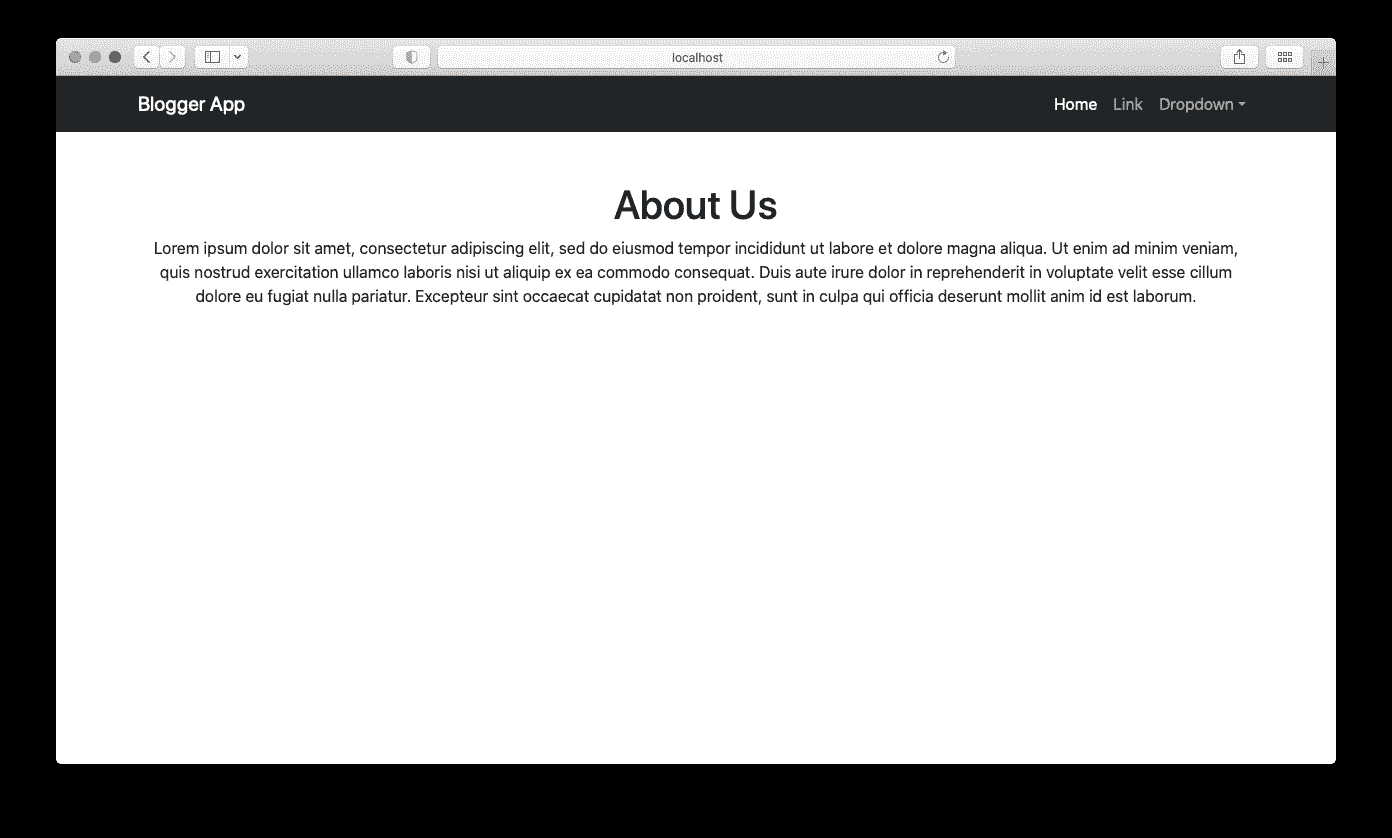 localhost
Blogger App
Home Link Dropdown
About Us
Lorem ipsum dolor sit amet, consectetur adipiscing elit, sed do eiusmod tempor incididunt ut labore et dolore magna aliqua. Ut enim ad minim veniam,
quis nostrud exercitation ullamco laboris nisi ut aliquip ex ea commodo consequat. Duis aute irure dolor in reprehenderit in voluptate velit esse cillum
dolore eu fugiat nulla pariatur. Excepteur sint occaecat cupidatat non proident, sunt in culpa qui officia deserunt mollit anim id est laborum.